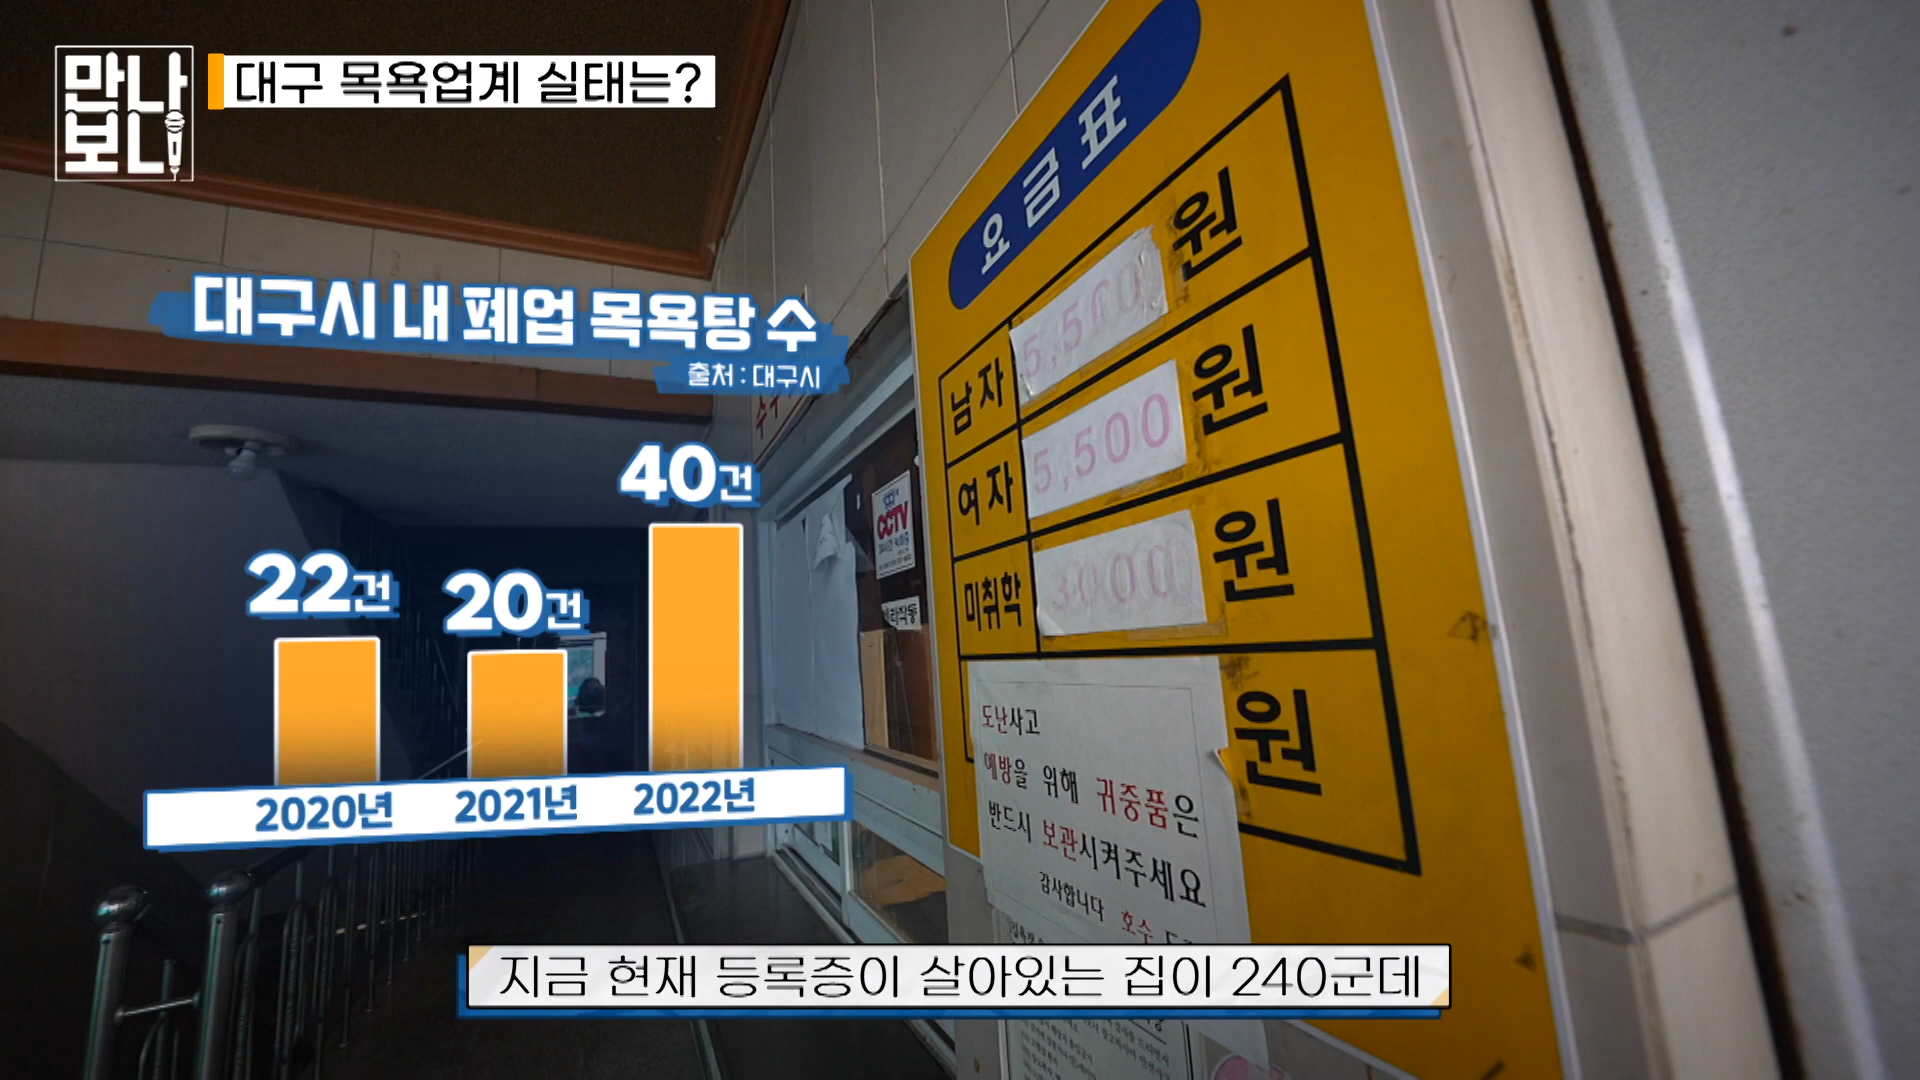 만나
보니
대구 목욕업계 실태는?
대구시 내 폐업 목욕탕 수
출처 : 대구시
22건
20건
40건
2020년
2021년
2022년
요금표
남자 5,500 원
여자 5,500 원
미취학 3000 원
원
CCTV
도난사고
예방을 위해 귀중품은
반드시 보관시켜주세요
감사합니다
지금 현재 등록증이 살아있는 집이 240군데